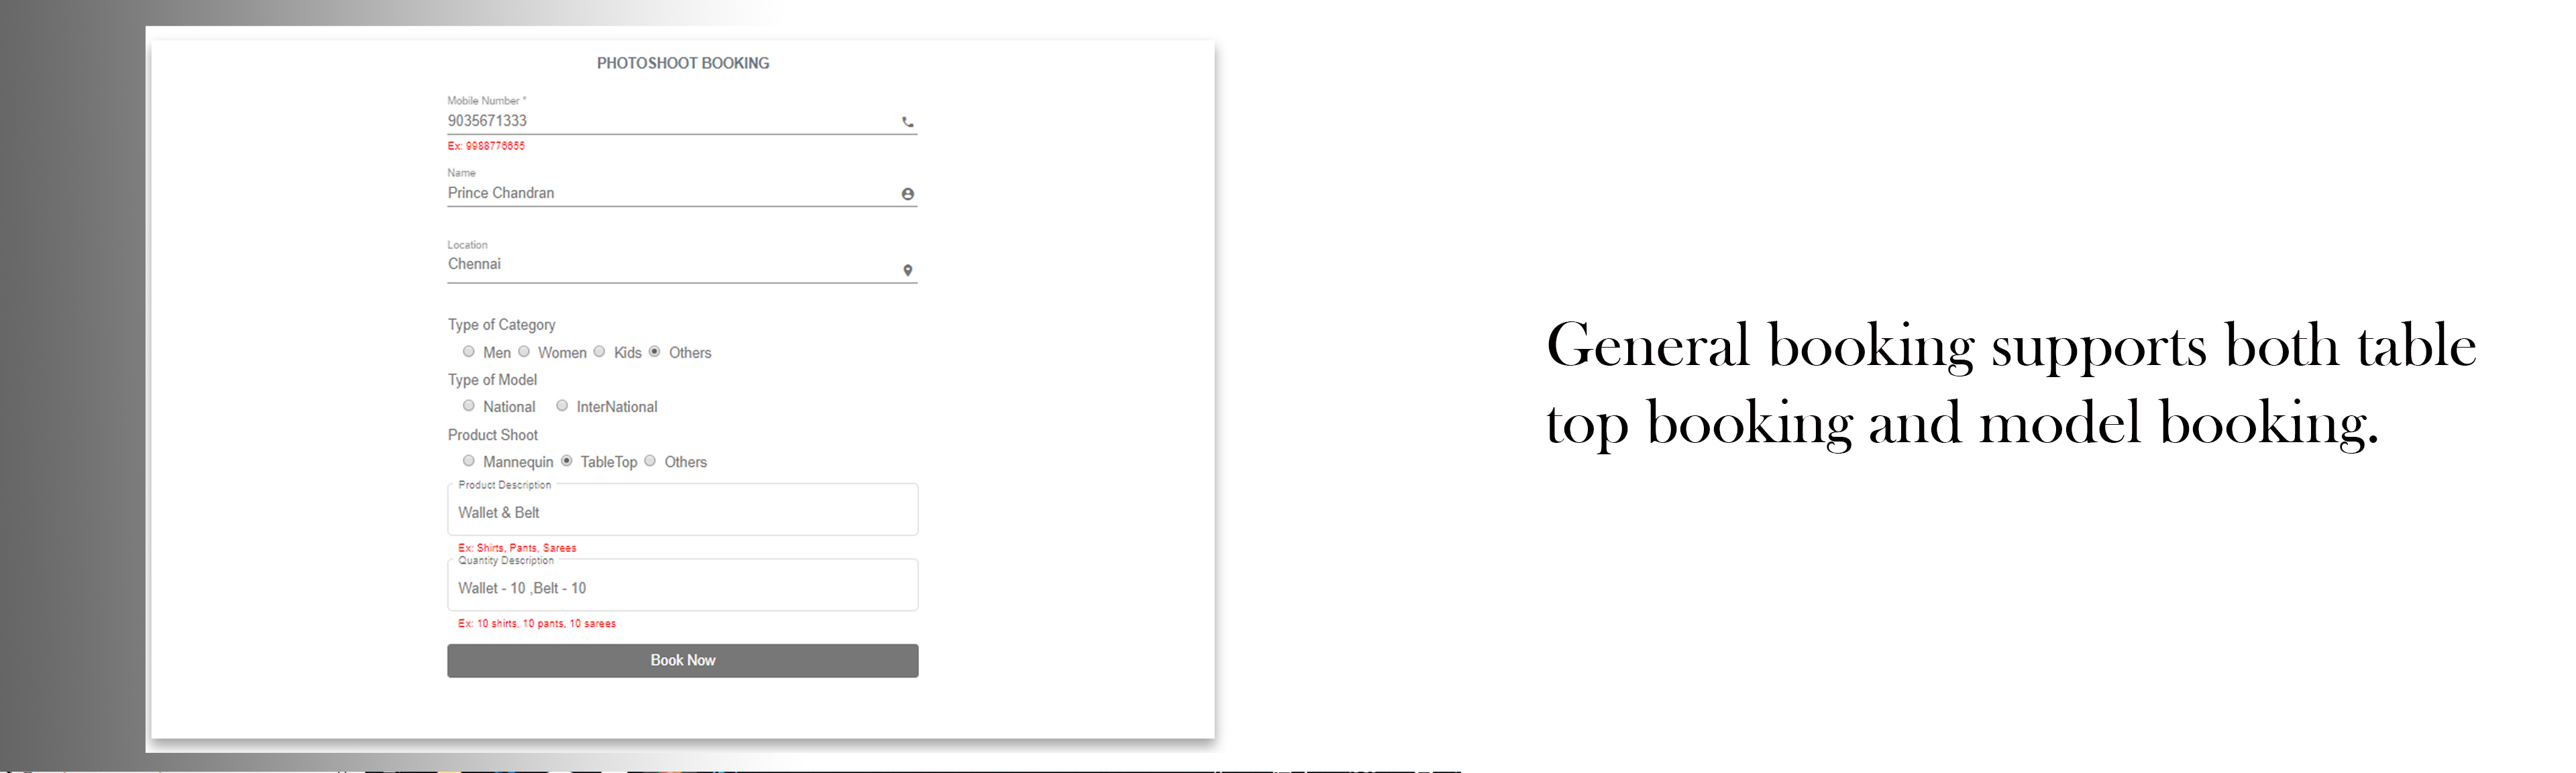 PHOTOSHOOT BOOKING
Mobile Number *
9035671333
Ex: 9988776655
Name
Prince Chandran
Location
Chennai
Type of Category
Men Women Kids Others
Type of Model
National InterNational
Product Shoot
Mannequin TableTop Others
Product Description
Wallet & Belt
Ex: Shirts, Pants, Sarees
Quantity Description
Wallet - 10 ,Belt - 10
Ex: 10 shirts, 10 pants, 10 sarees
Book Now
General booking supports both table
top booking and model booking.